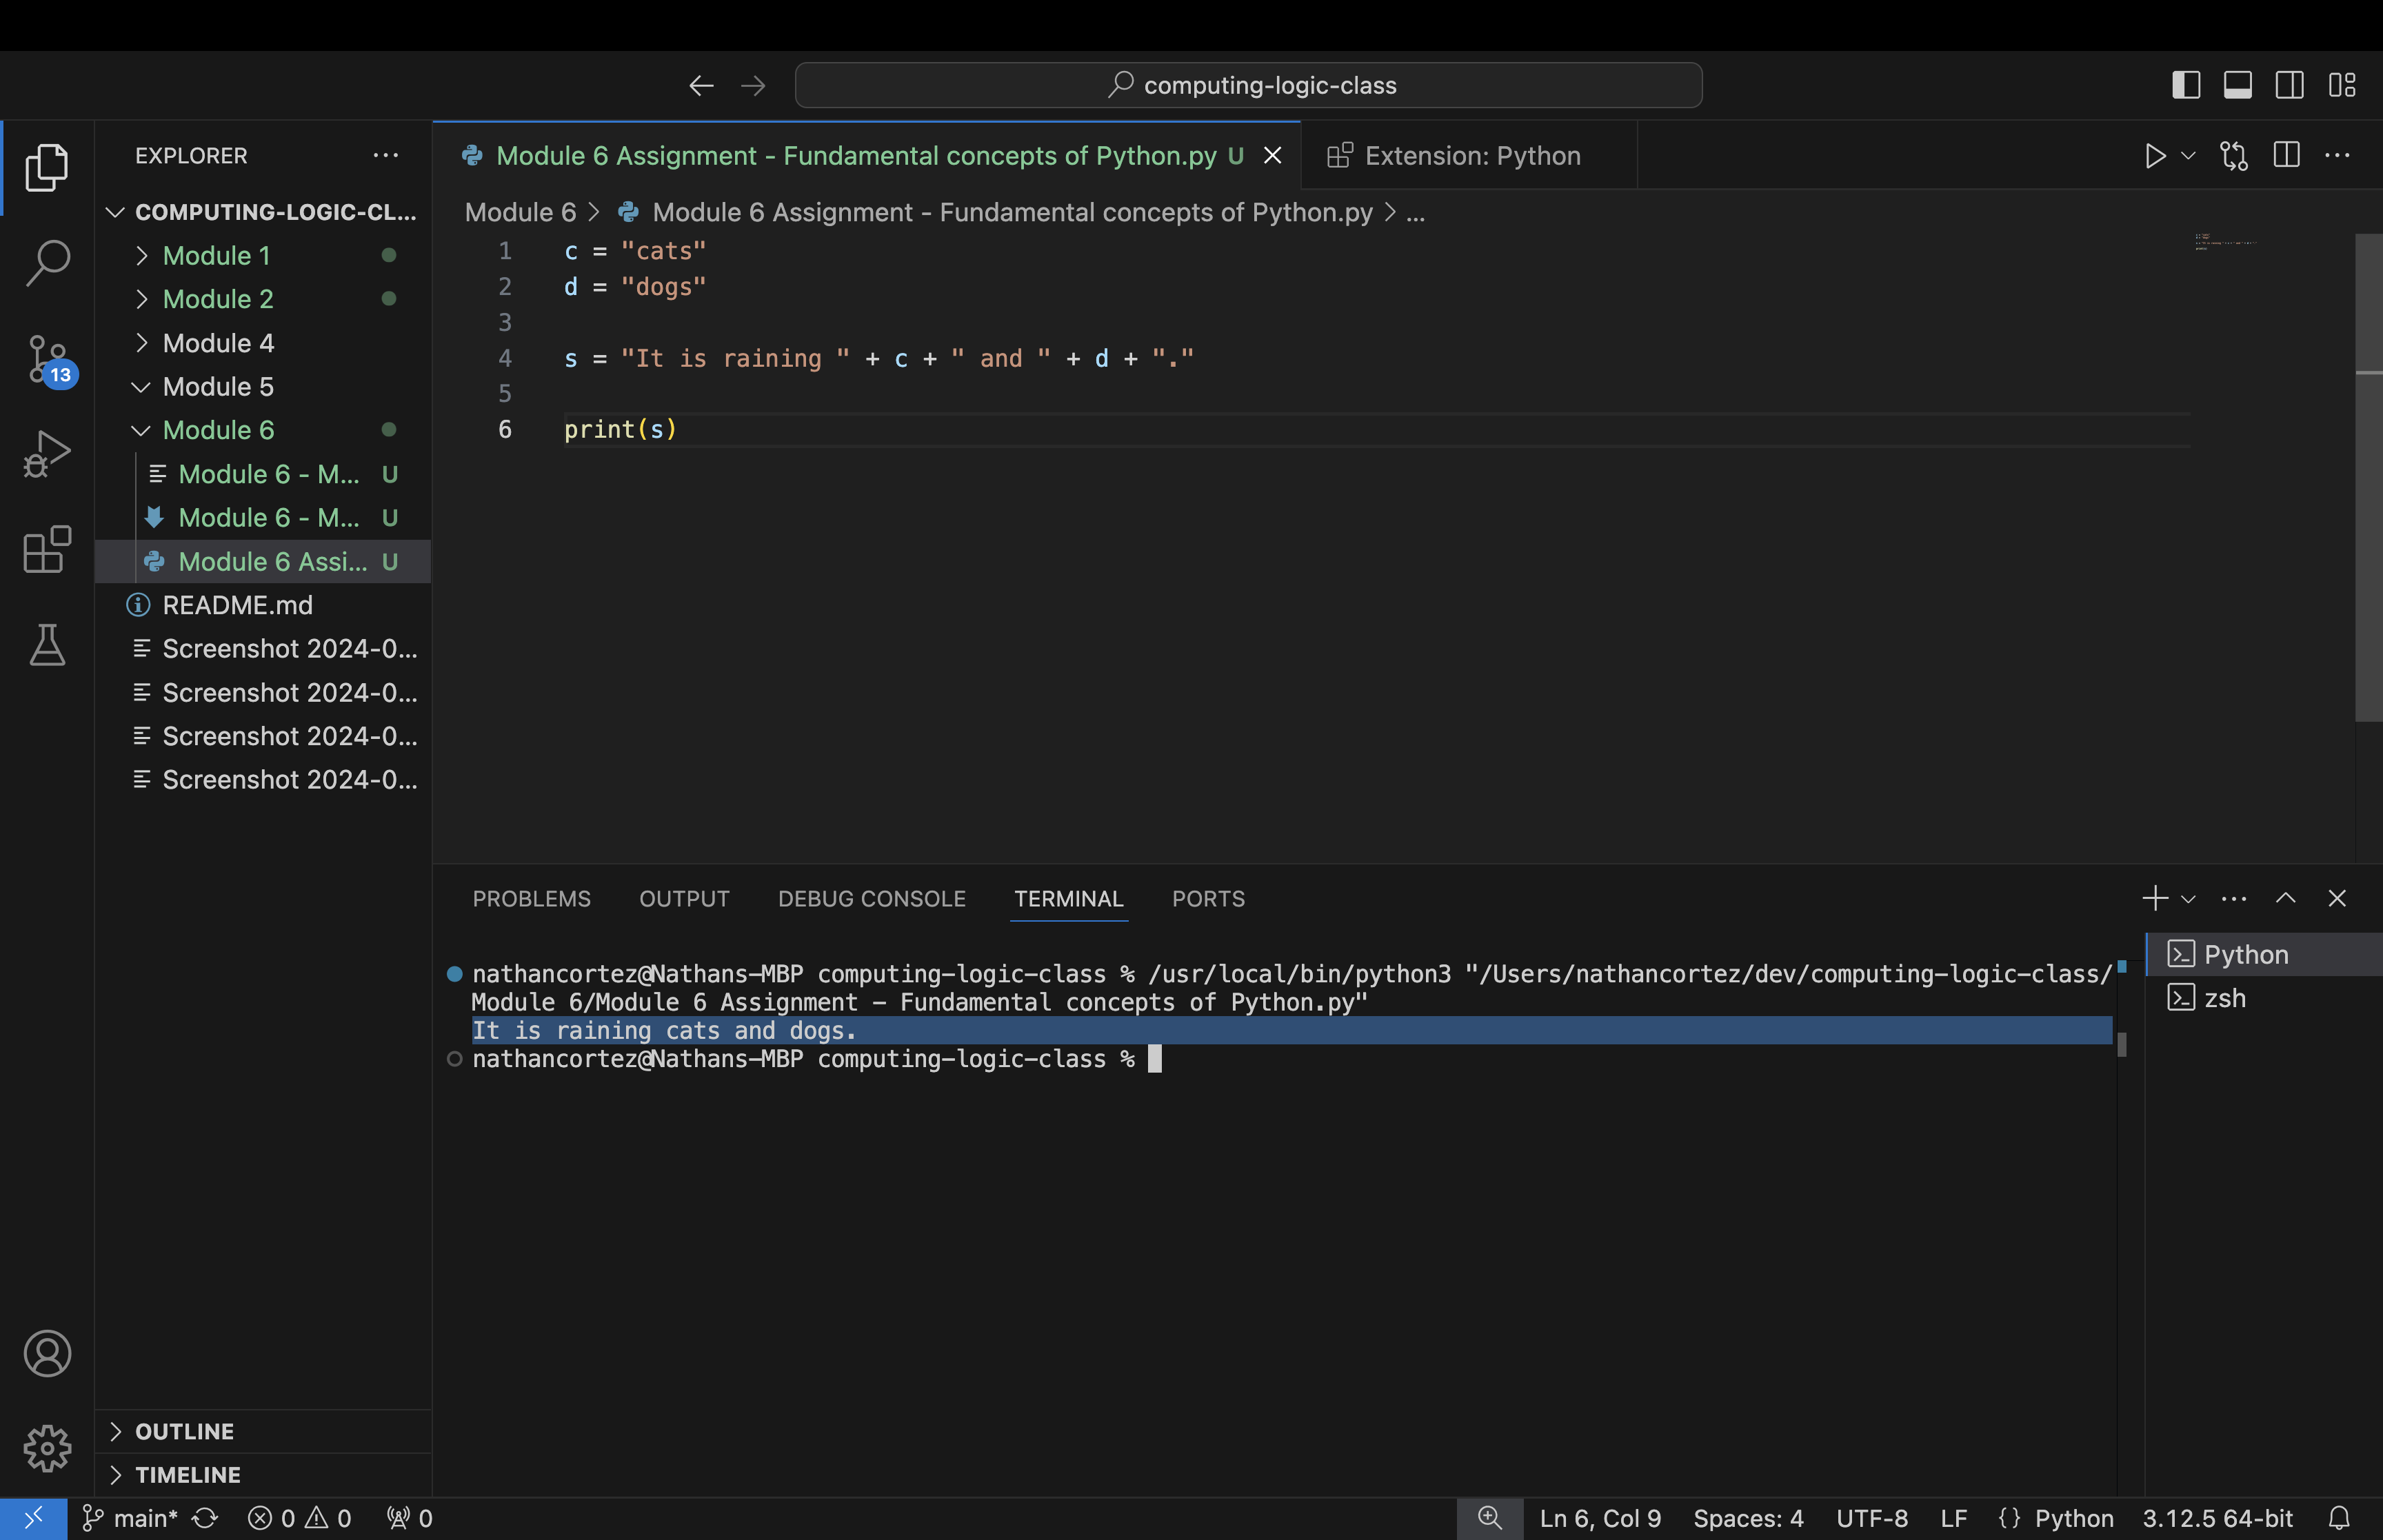 computing-logic-class
EXPLORER
COMPUTING-LOGIC-CL...
Module 1
Module 2
Module 4
Module 5
Module 6
Module 6 - M... U
Module 6 - M... U
Module 6 Assi... U
README.md
Screenshot 2024-0...
Screenshot 2024-0...
Screenshot 2024-0...
Screenshot 2024-0...
OUTLINE
TIMELINE
13
Module 6 Assignment - Fundamental concepts of Python.py U
Extension: Python
Module 6 > Module 6 Assignment - Fundamental concepts of Python.py > ...
1 c = "cats"
2 d = "dogs"
3
4 s = "It is raining " + c + " and " + d + "."
5
6 print(s)
PROBLEMS OUTPUT DEBUG CONSOLE TERMINAL PORTS
nathancortez@Nathans-MBP computing-logic-class % /usr/local/bin/python3 "/Users/nathancortez/dev/computing-logic-class/
Module 6/Module 6 Assignment - Fundamental concepts of Python.py"
It is raining cats and dogs.
nathancortez@Nathans-MBP computing-logic-class %
Python
zsh
main* 0 0 0 Ln 6, Col 9 Spaces: 4 UTF-8 LF {} Python 3.12.5 64-bit